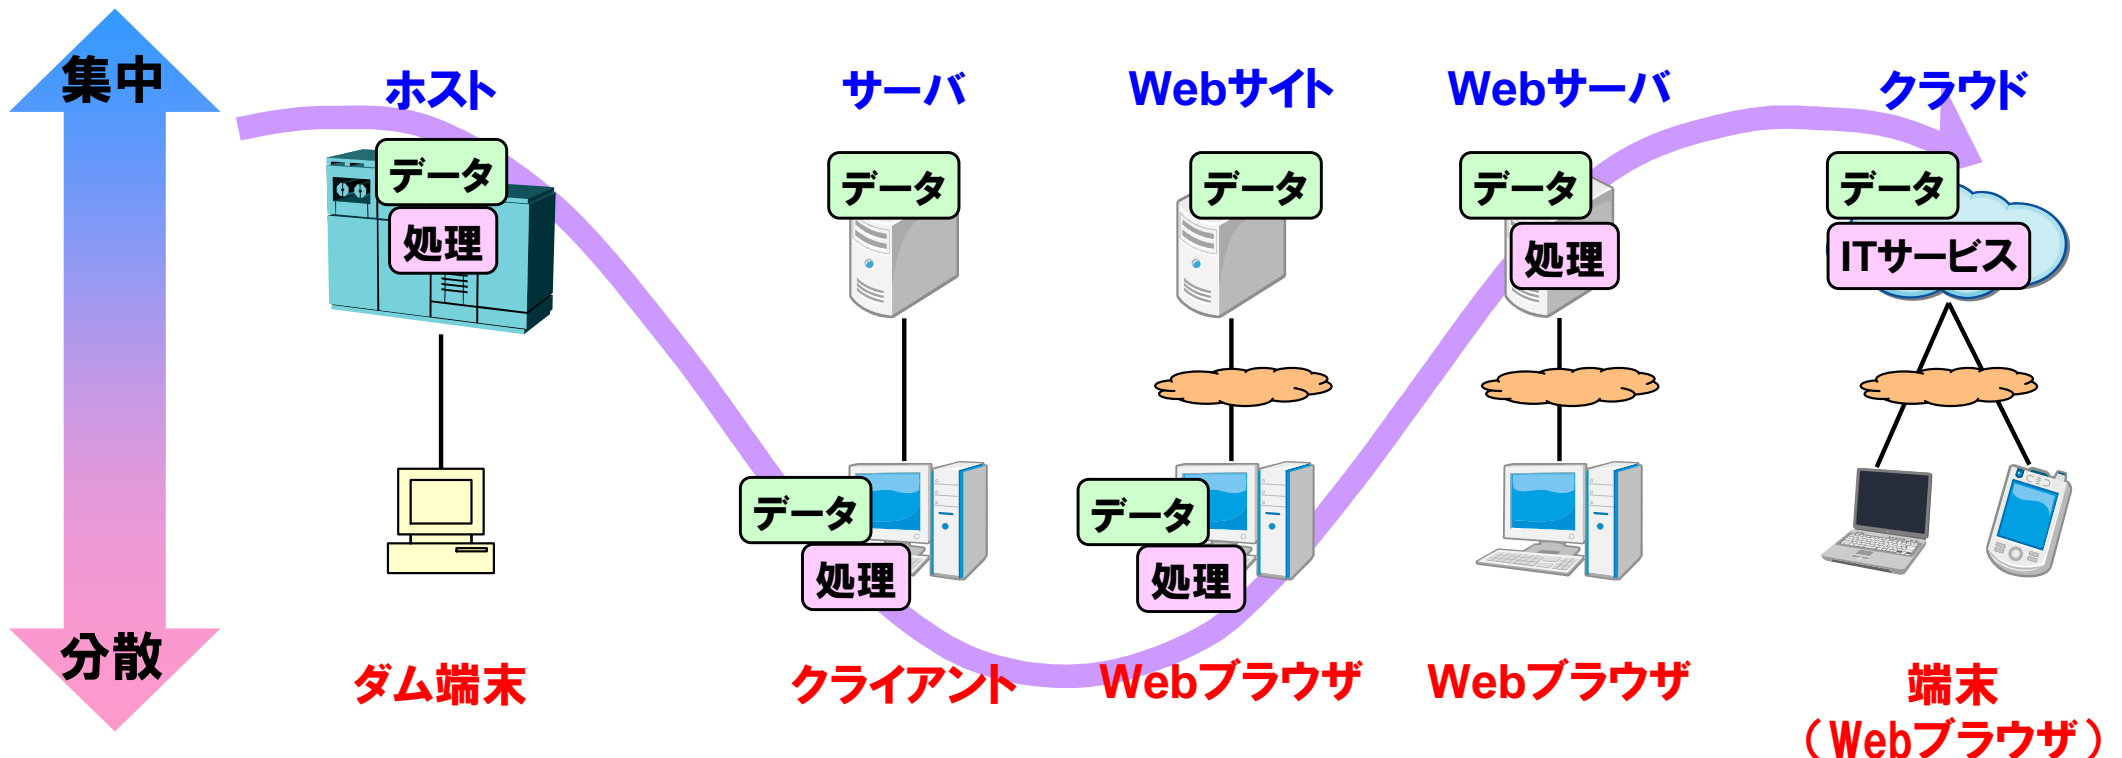 集中
ホスト
サーバ
Webサイト
Webサーバ
クラウド
データ
処理
データ
データ
データ
処理
データ
ITサービス
データ
処理
データ
処理
分散
ダム端末
クライアント
Webブラウザ
Webブラウザ
端末
（Webブラウザ）